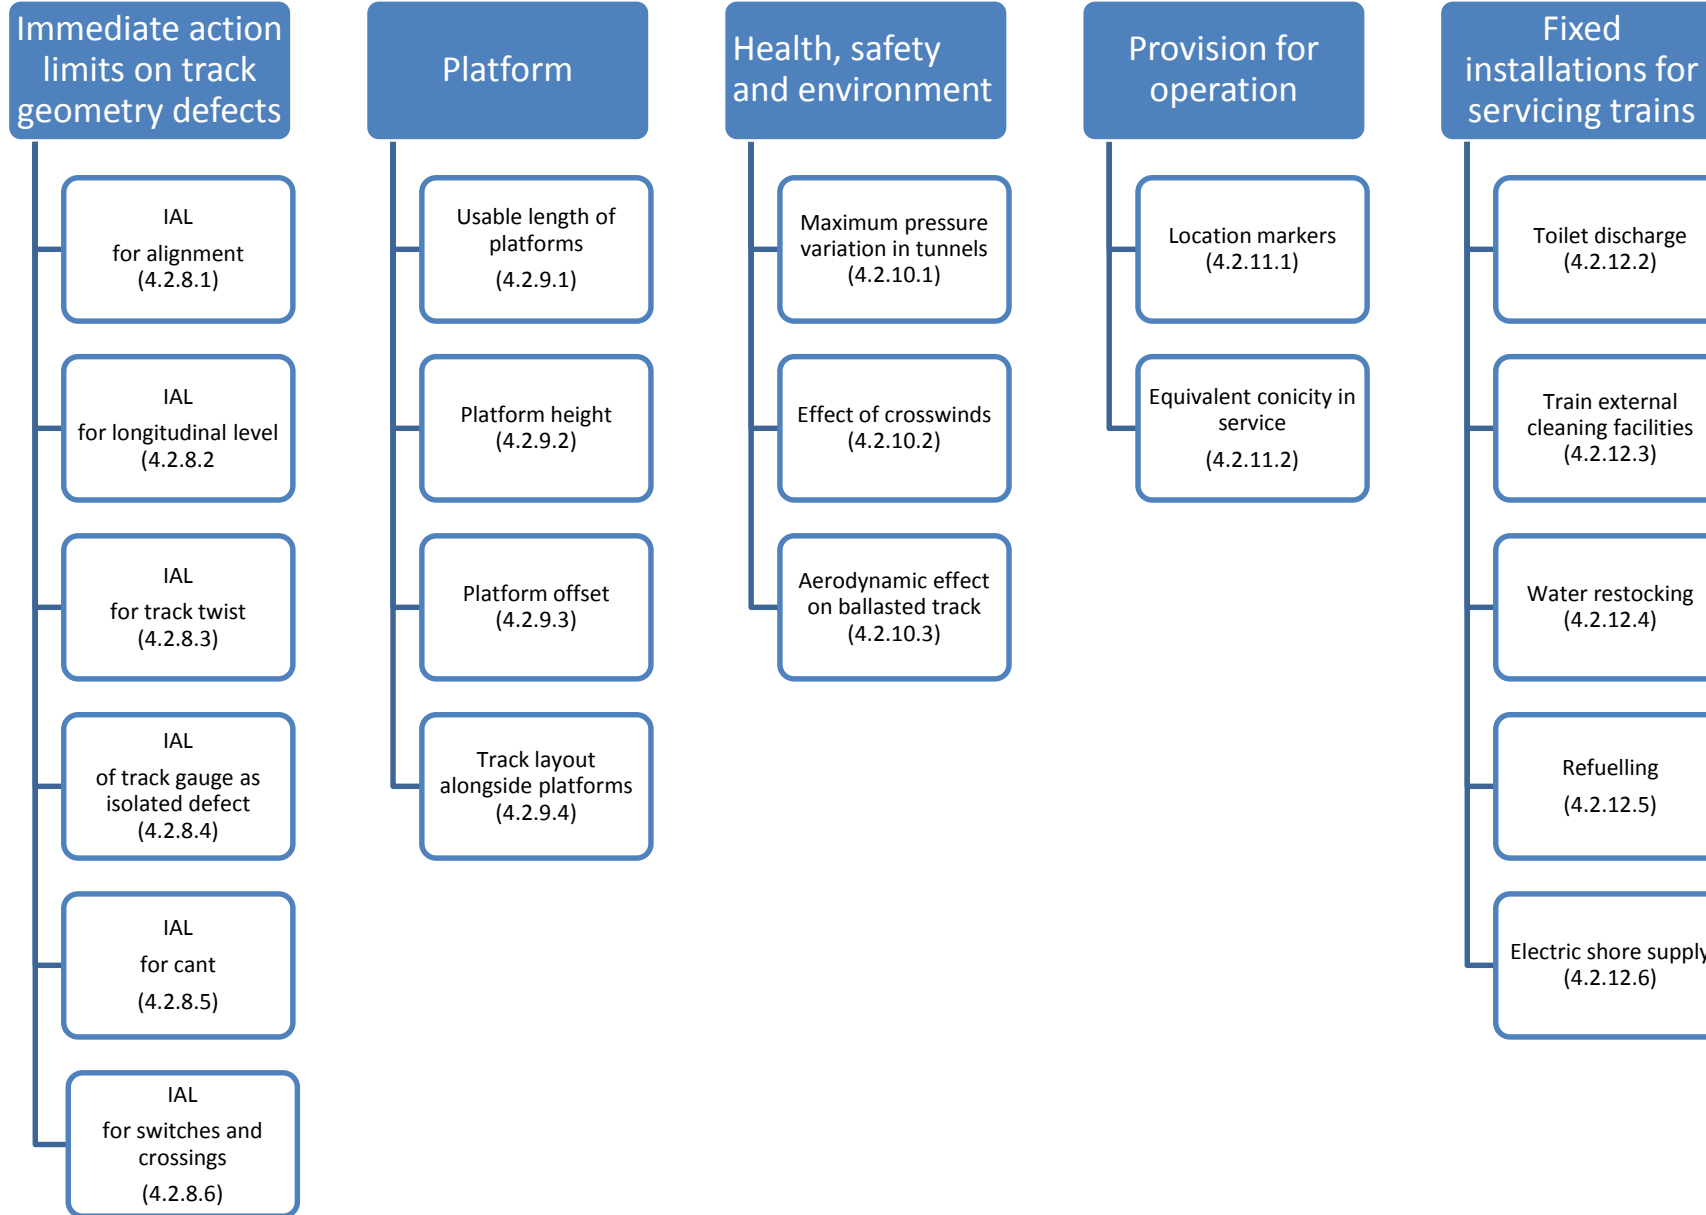 Immediate action
limits on track
geometry defects
IAL
for alignment
(4.2.8.1)
IAL
for longitudinal level
(4.2.8.2
IAL
for track twist
(4.2.8.3)
IAL
of track gauge as
isolated defect
(4.2.8.4)
IAL
for cant
(4.2.8.5)
IAL
for switches and
crossings
(4.2.8.6)
Platform
Usable length of
platforms
(4.2.9.1)
Platform height
(4.2.9.2)
Platform offset
(4.2.9.3)
Track layout
alongside platforms
(4.2.9.4)
Health, safety
and environment
Maximum pressure
variation in tunnels
(4.2.10.1)
Effect of crosswinds
(4.2.10.2)
Aerodynamic effect
on ballasted track
(4.2.10.3)
Provision for
operation
Location markers
(4.2.11.1)
Equivalent conicity in
service
(4.2.11.2)
Fixed
installations for
servicing trains
Toilet discharge
(4.2.12.2)
Train external
cleaning facilities
(4.2.12.3)
Water restocking
(4.2.12.4)
Refuelling
(4.2.12.5)
Electric shore supply
(4.2.12.6)